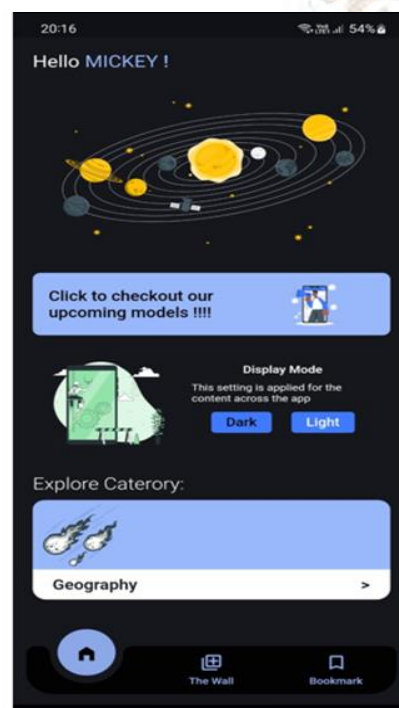 20:16 54%
Hello MICKEY !
Click to checkout our
upcoming models !!!!
Display Mode
This setting is applied for the
content across the app
Dark Light
Explore Caterory:
Geography >
The Wall Bookmark